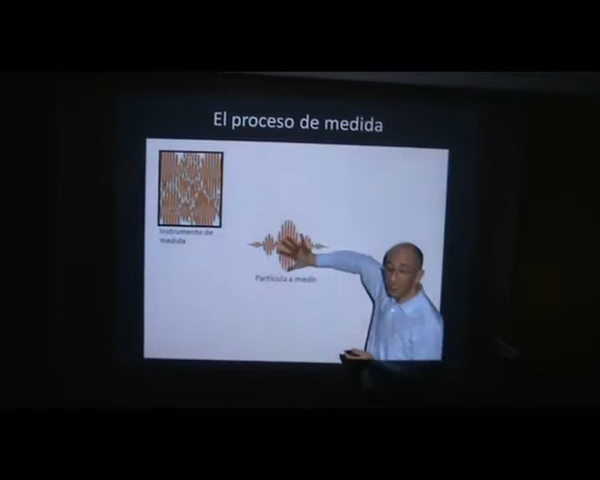 El proceso de medida
Instrumento de
medida
Partícula a medir